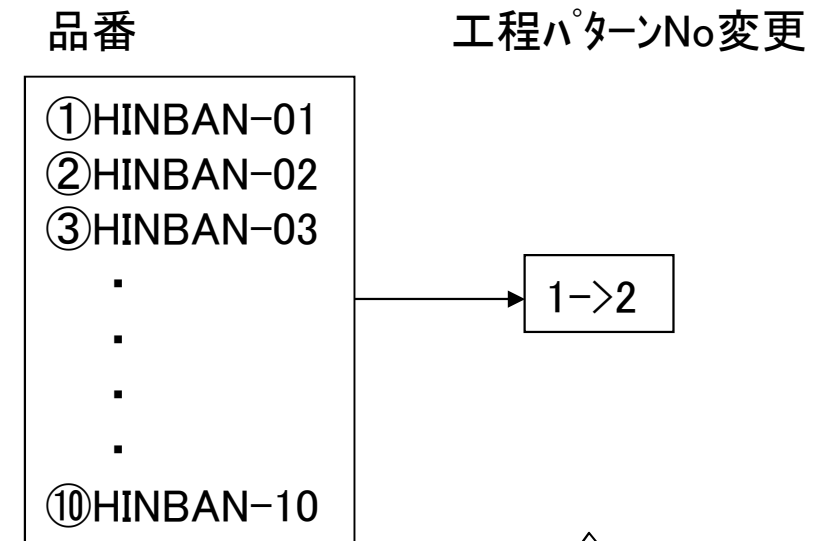 品番
工程パターンNo変更
①HINBAN-01
②HINBAN-02
③HINBAN-03
・
・
・
・
⑩HINBAN-10
1->2